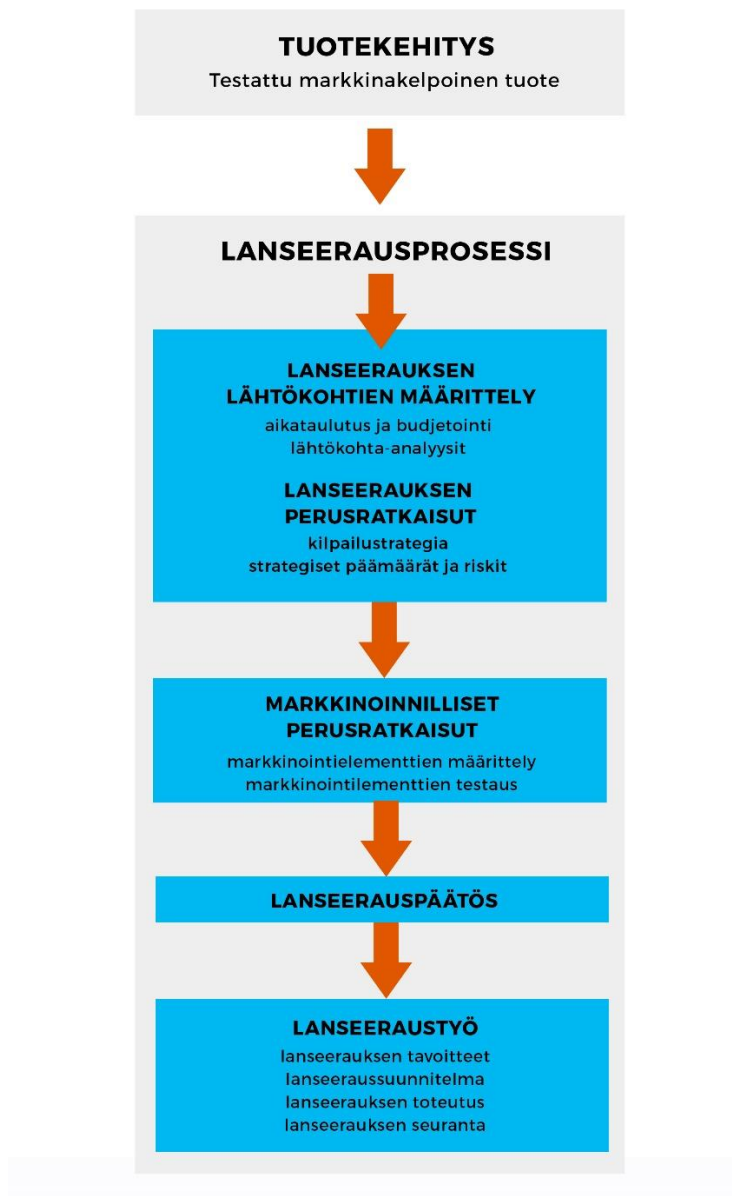 TUOTEKEHITYS
Testattu markkinakelpoinen tuote
LANSEERAUSPROSESSI
LANSEERAUKSEN
LÄHTÖKOHTIEN MÄÄRITTELY
aikataulutus ja budjetointi
lähtökohta-analyysit
LANSEERAUKSEN
PERUSRATKAISUT
kilpailustrategia
strategiset päämäärät ja riskit
MARKKINOINNILLISET
PERUSRATKAISUT
markkinointielementtien määrittely
markkinointilementtien testaus
LANSEERAUSPÄÄTÖS
LANSEERAUSTYÖ
lanseerauksen tavoitteet
lanseeraussuunnitelma
lanseerauksen toteutus
lanseerauksen seuranta